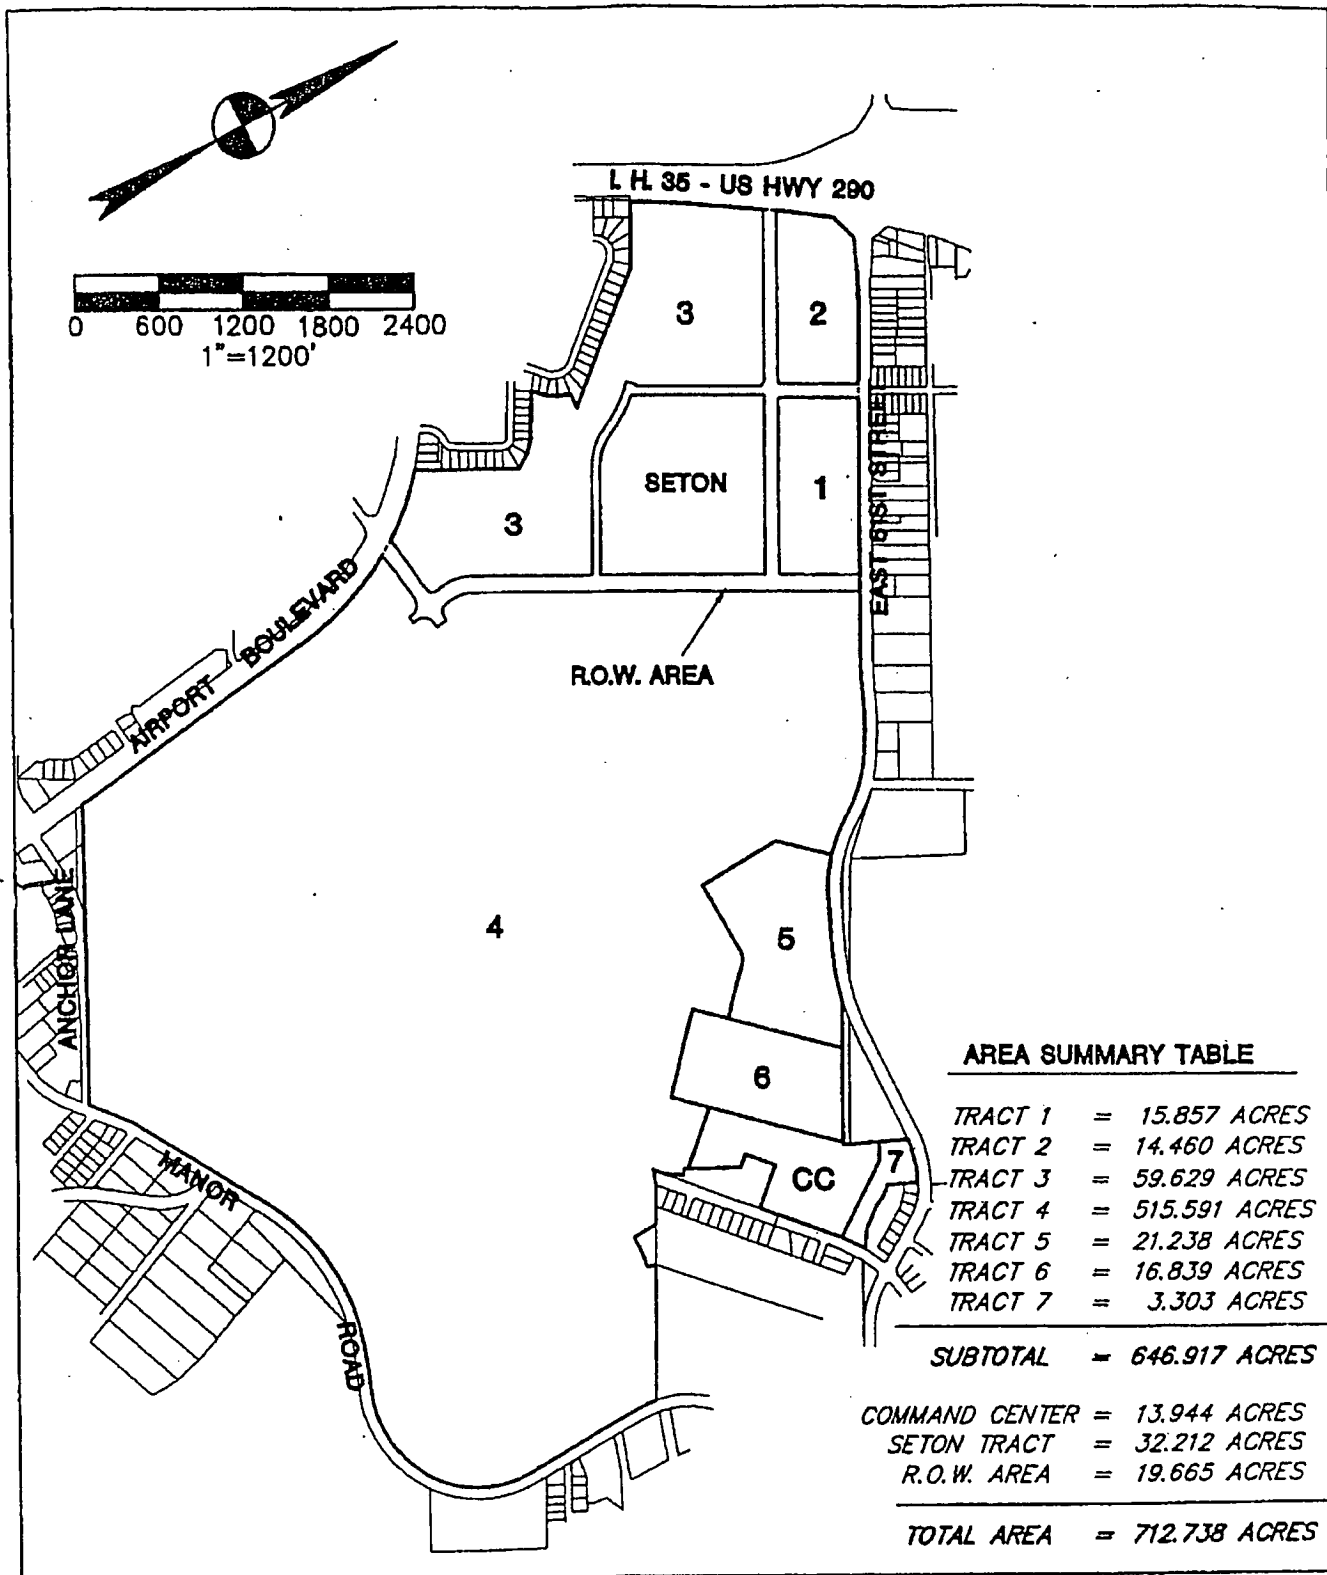 I. H. 35 - US HWY 290
0 600 1200 1800 2400
1"=1200'
3
2
SETON
1
3
EAST 51ST STREET
AIRPORT BOULEVARD
R.O.W. AREA
ANCHOR LANE
4
5
6
7
CC
MANOR ROAD
AREA SUMMARY TABLE
TRACT 1 = 15.857 ACRES
TRACT 2 = 14.460 ACRES
TRACT 3 = 59.629 ACRES
TRACT 4 = 515.591 ACRES
TRACT 5 = 21.238 ACRES
TRACT 6 = 16.839 ACRES
TRACT 7 = 3.303 ACRES
SUBTOTAL = 646.917 ACRES
COMMAND CENTER = 13.944 ACRES
SETON TRACT = 32.212 ACRES
R.O.W. AREA = 19.665 ACRES
TOTAL AREA = 712.738 ACRES